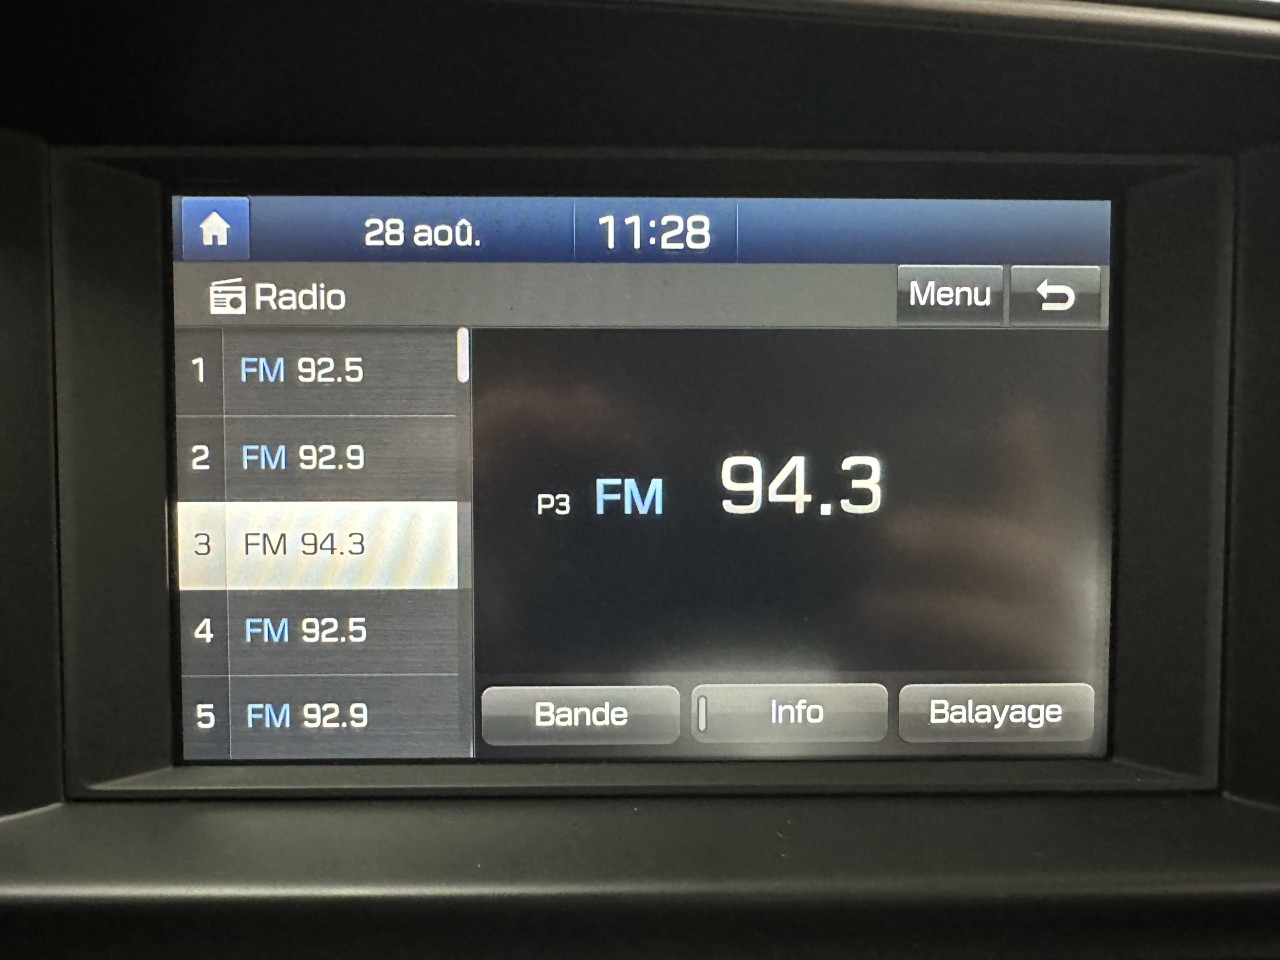 28 aoû. 11:28
Radio Menu
1 FM 92.5
2 FM 92.9
3 FM 94.3
4 FM 92.5
5 FM 92.9
P3 FM 94.3
Bande Info Balayage